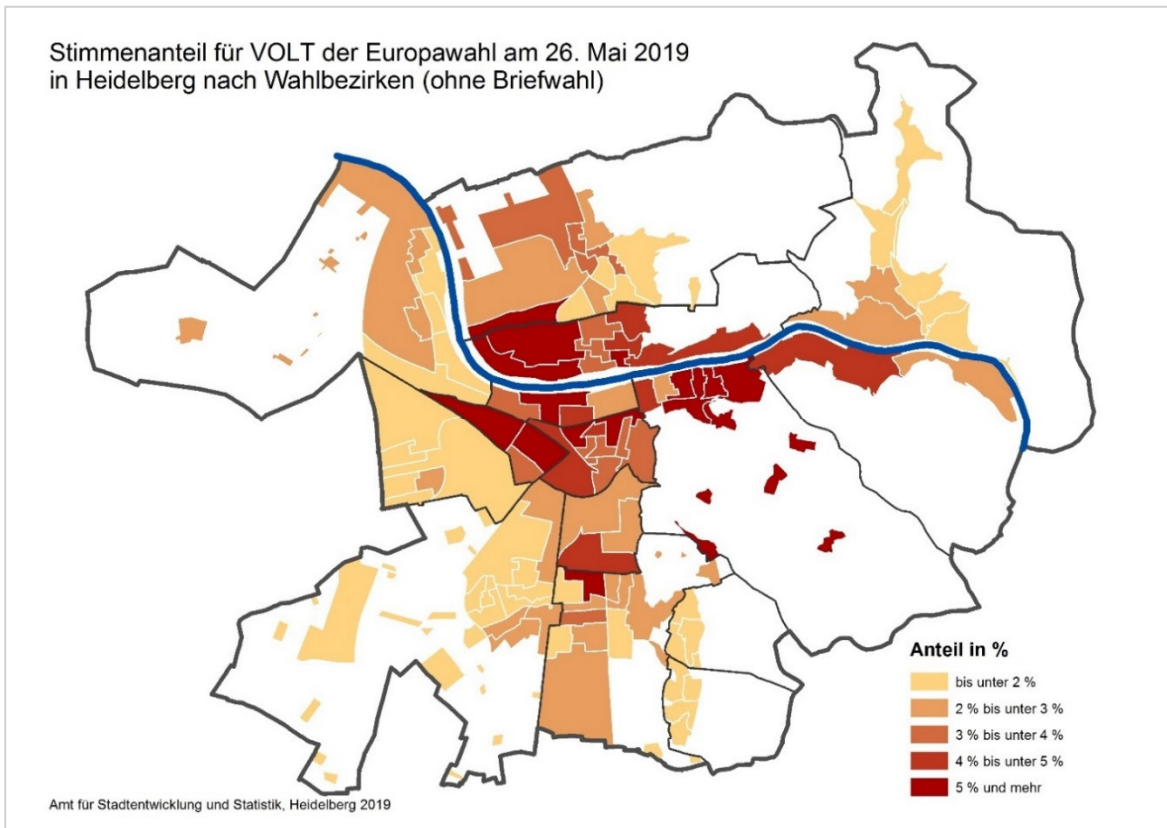 Stimmenanteil für VOLT der Europawahl am 26. Mai 2019
in Heidelberg nach Wahlbezirken (ohne Briefwahl)
Anteil in %
bis unter 2 %
2 % bis unter 3 %
3 % bis unter 4 %
4 % bis unter 5 %
5 % und mehr
Amt für Stadtentwicklung und Statistik, Heidelberg 2019